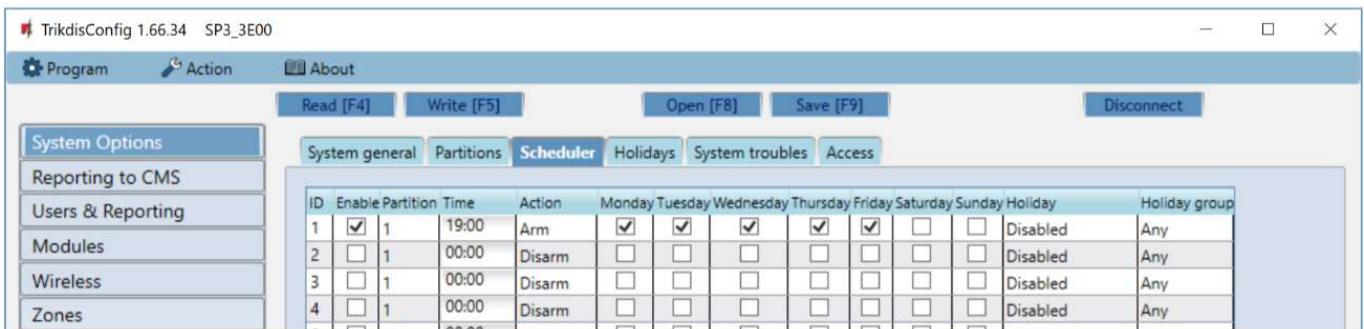 TrikdisConfig 1.66.34 SP3_3E00
Program Action About
Read [F4] Write [F5] Open [F8] Save [F9] Disconnect
System Options
Reporting to CMS
Users & Reporting
Modules
Wireless
Zones
System general Partitions Scheduler Holidays System troubles Access
ID Enable Partition Time Action Monday Tuesday Wednesday Thursday Friday Saturday Sunday Holiday Holiday group
1 1 19:00 Arm Disabled Any
2 1 00:00 Disarm Disabled Any
3 1 00:00 Disarm Disabled Any
4 1 00:00 Disarm Disabled Any